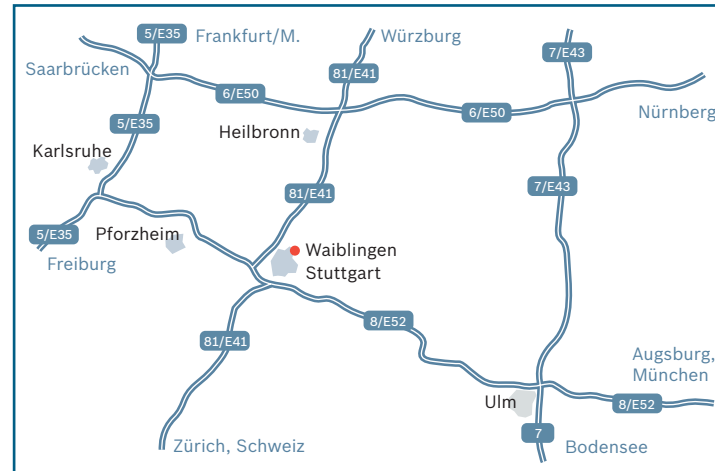 5/E35
Frankfurt/M.
Würzburg
7/E43
Saarbrücken
81/E41
6/E50
6/E50
Nürnberg
5/E35
Heilbronn
Karlsruhe
7/E43
81/E41
5/E35
Pforzheim
Freiburg
Waiblingen
Stuttgart
8/E52
81/E41
Augsburg,
München
Ulm
8/E52
7
Zürich, Schweiz
Bodensee